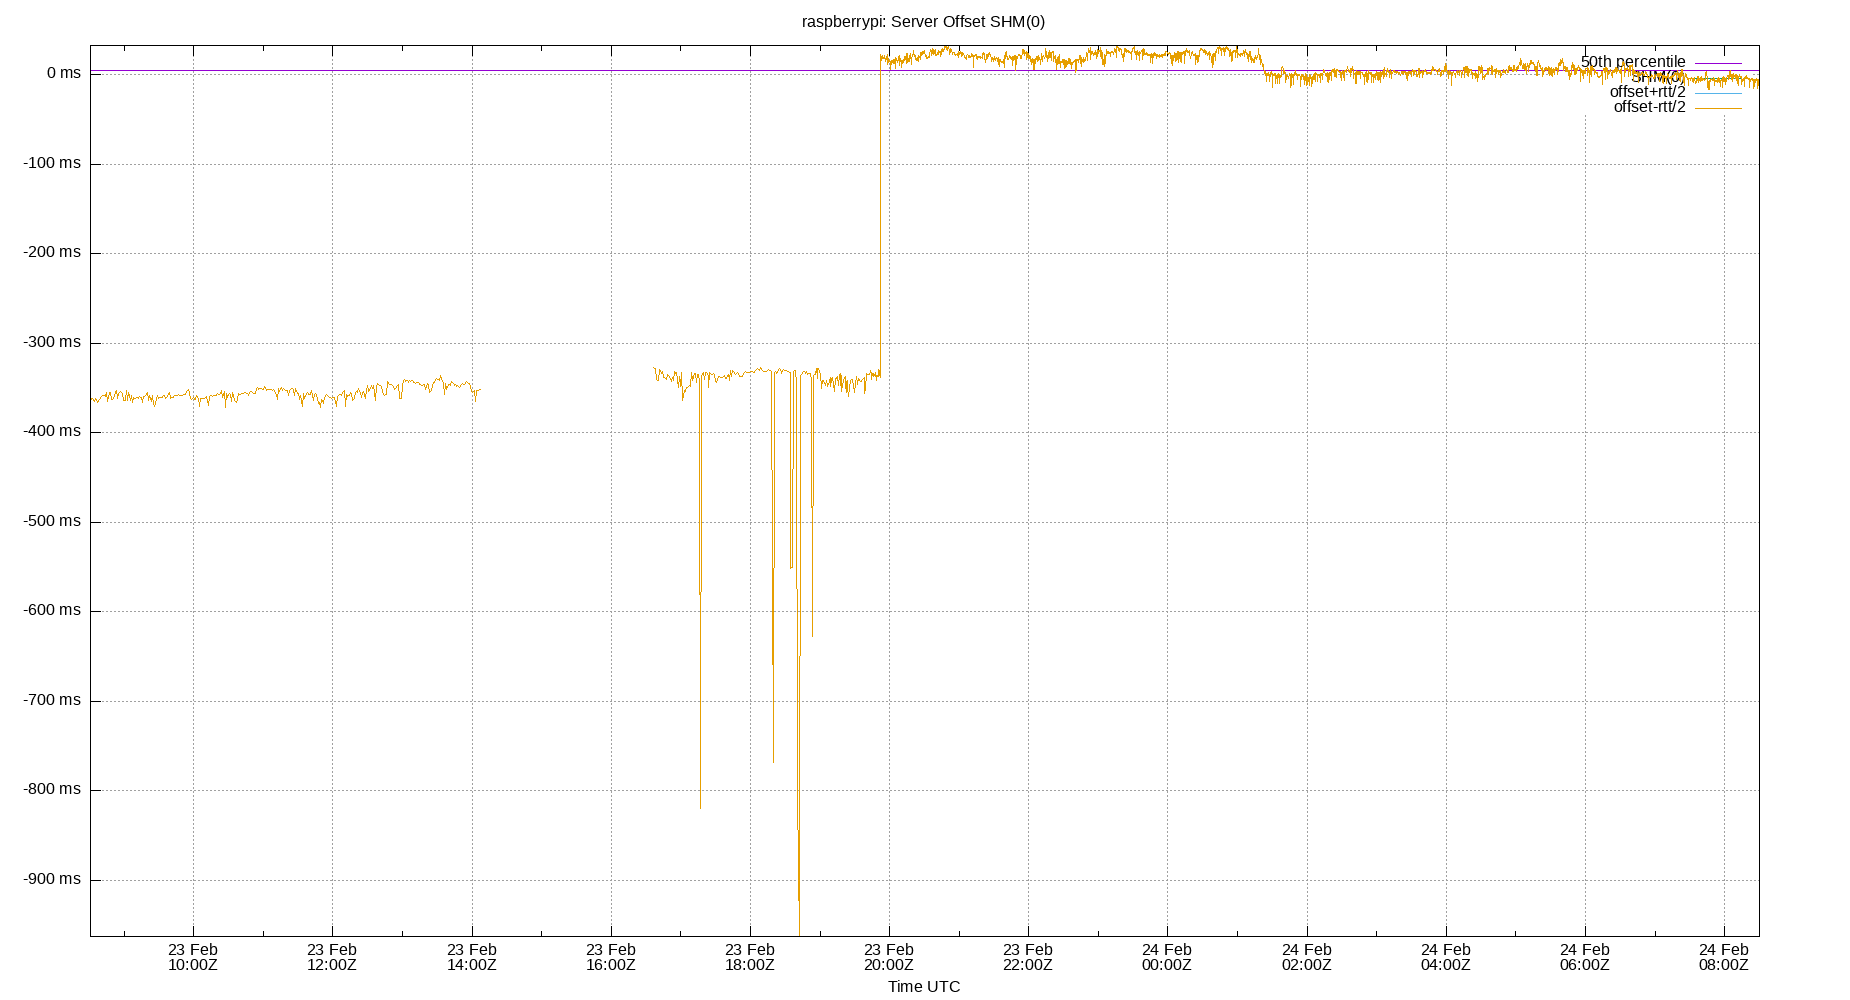 raspberrypi: Server Offset SHM(0)
50th percentile
SHM(0)
offset+rtt/2
offset-rtt/2
0 ms
-100 ms
-200 ms
-300 ms
-400 ms
-500 ms
-600 ms
-700 ms
-800 ms
-900 ms
23 Feb 23 Feb 23 Feb 23 Feb 23 Feb 23 Feb 23 Feb 24 Feb 24 Feb 24 Feb 24 Feb 24 Feb
10:00Z 12:00Z 14:00Z 16:00Z 18:00Z 20:00Z 22:00Z 00:00Z 02:00Z 04:00Z 06:00Z 08:00Z
Time UTC